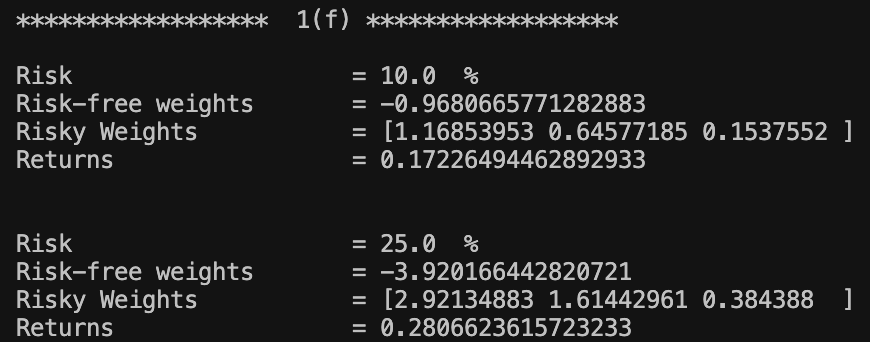 ******************  1(f) ******************
Risk                    = 10.0  %
Risk-free weights       = -0.9680665771282883
Risky Weights           = [1.16853953 0.64577185 0.1537552 ]
Returns                 = 0.17226494462892933
Risk                    = 25.0  %
Risk-free weights       = -3.920166442820721
Risky Weights           = [2.92134883 1.61442961 0.384388  ]
Returns                 = 0.2806623615723233